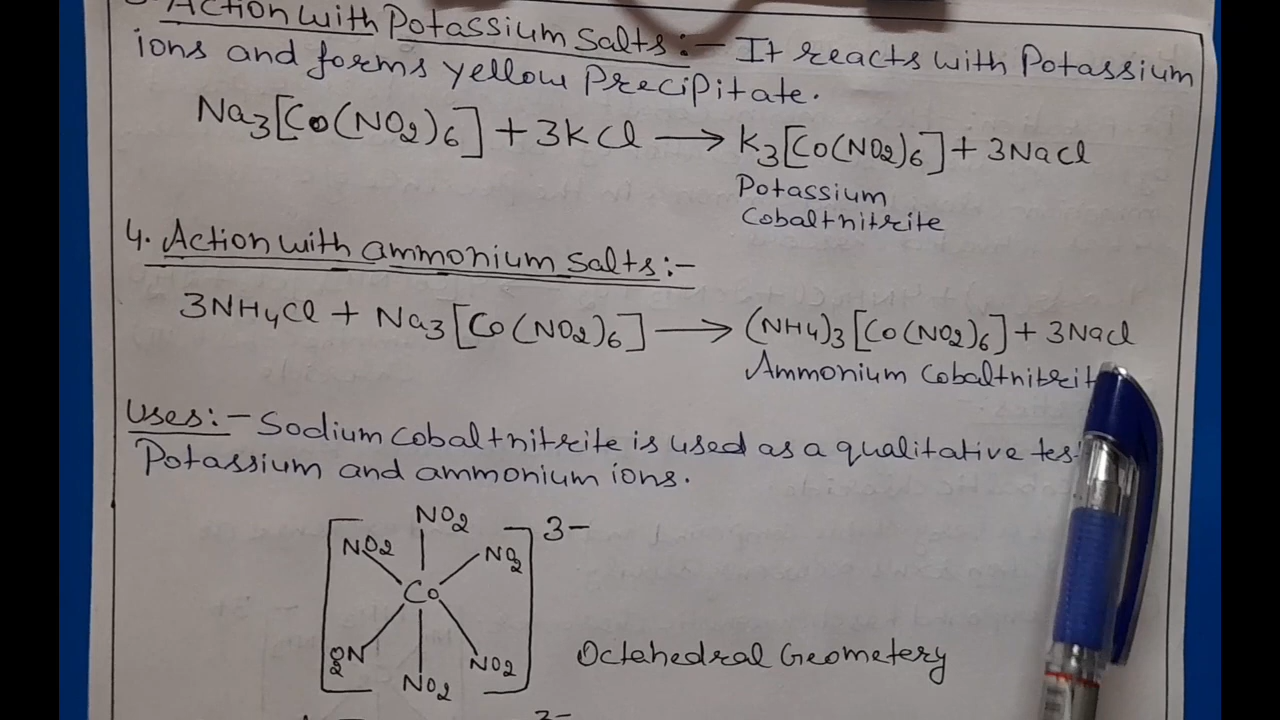 Action with Potassium Salts:- It reacts with Potassium
ions and forms yellow Precipitate.
Na3[Co(NO2)6] + 3KCl → K3[Co(NO2)6] + 3NaCl
Potassium
Cobaltnitrite
4. Action with ammonium salts:-
3NH4Cl + Na3[Co(NO2)6] → (NH4)3[Co(NO2)6] + 3NaCl
Ammonium Cobaltnitrit
Uses:- Sodium cobaltnitrite is used as a qualitative tes
Potassium and ammonium ions.
NO2 3-
NO2 NO2
Co
O2N NO2
NO2
Octahedral Geometery